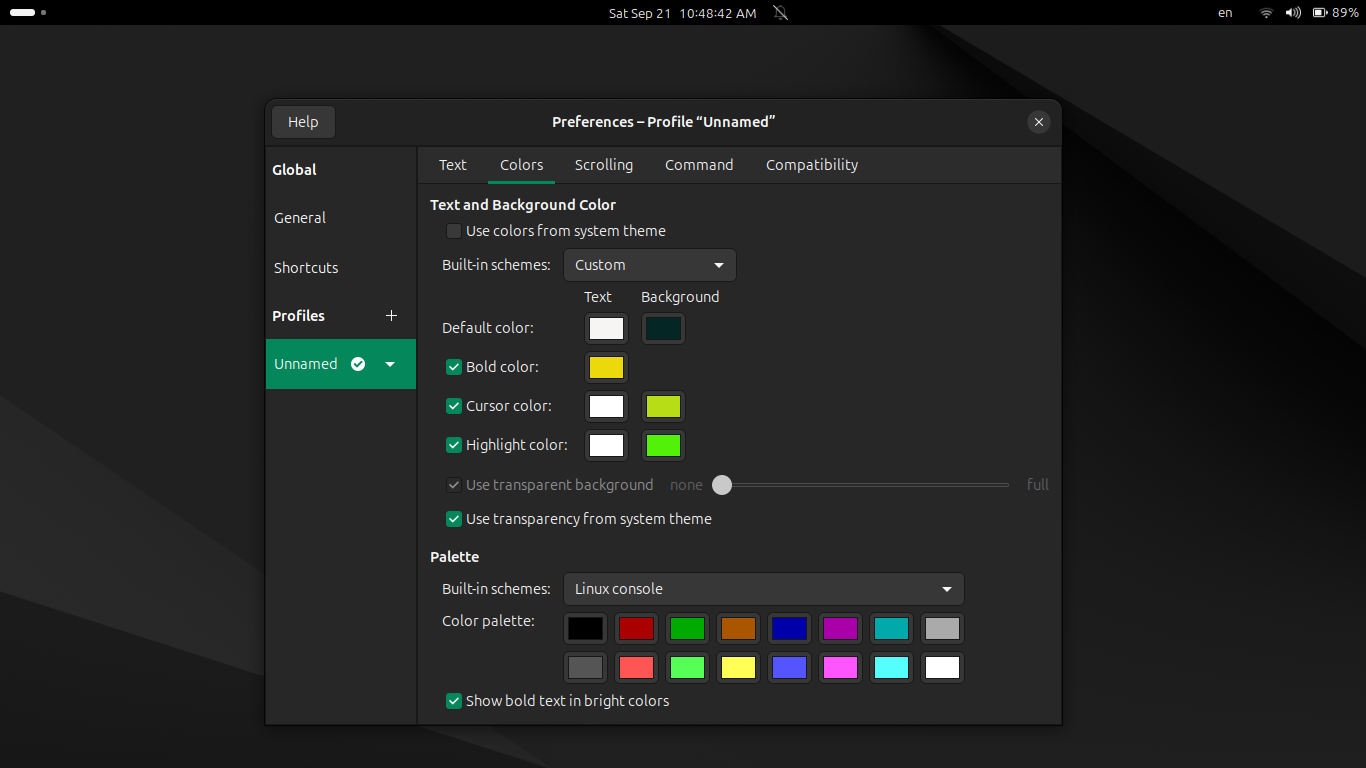 Sat Sep 21 10:48:42 AM
en
89%
Help
Preferences – Profile “Unnamed”
Global
General
Shortcuts
Profiles
Unnamed
Text Colors Scrolling Command Compatibility
Text and Background Color
Use colors from system theme
Built-in schemes: Custom
Text Background
Default color:
Bold color:
Cursor color:
Highlight color:
Use transparent background none full
Use transparency from system theme
Palette
Built-in schemes: Linux console
Color palette:
Show bold text in bright colors